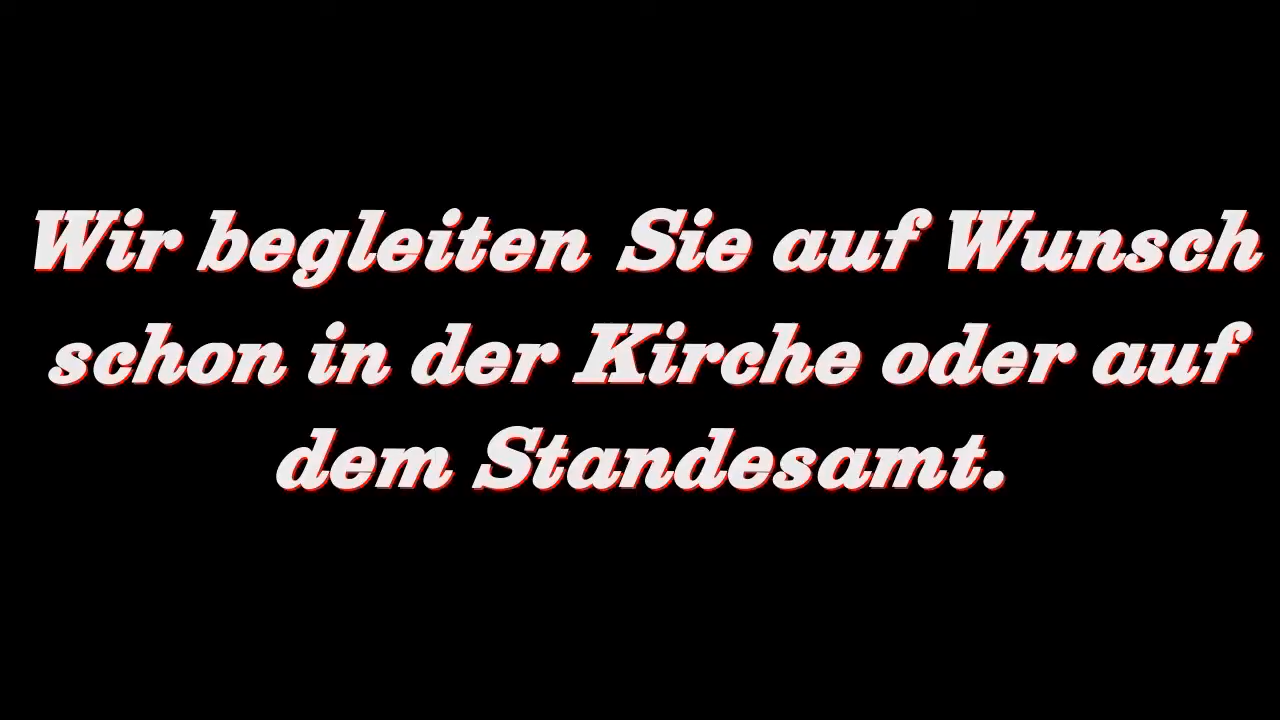 Wir begleiten Sie auf Wunsch
schon in der Kirche oder auf
dem Standesamt.